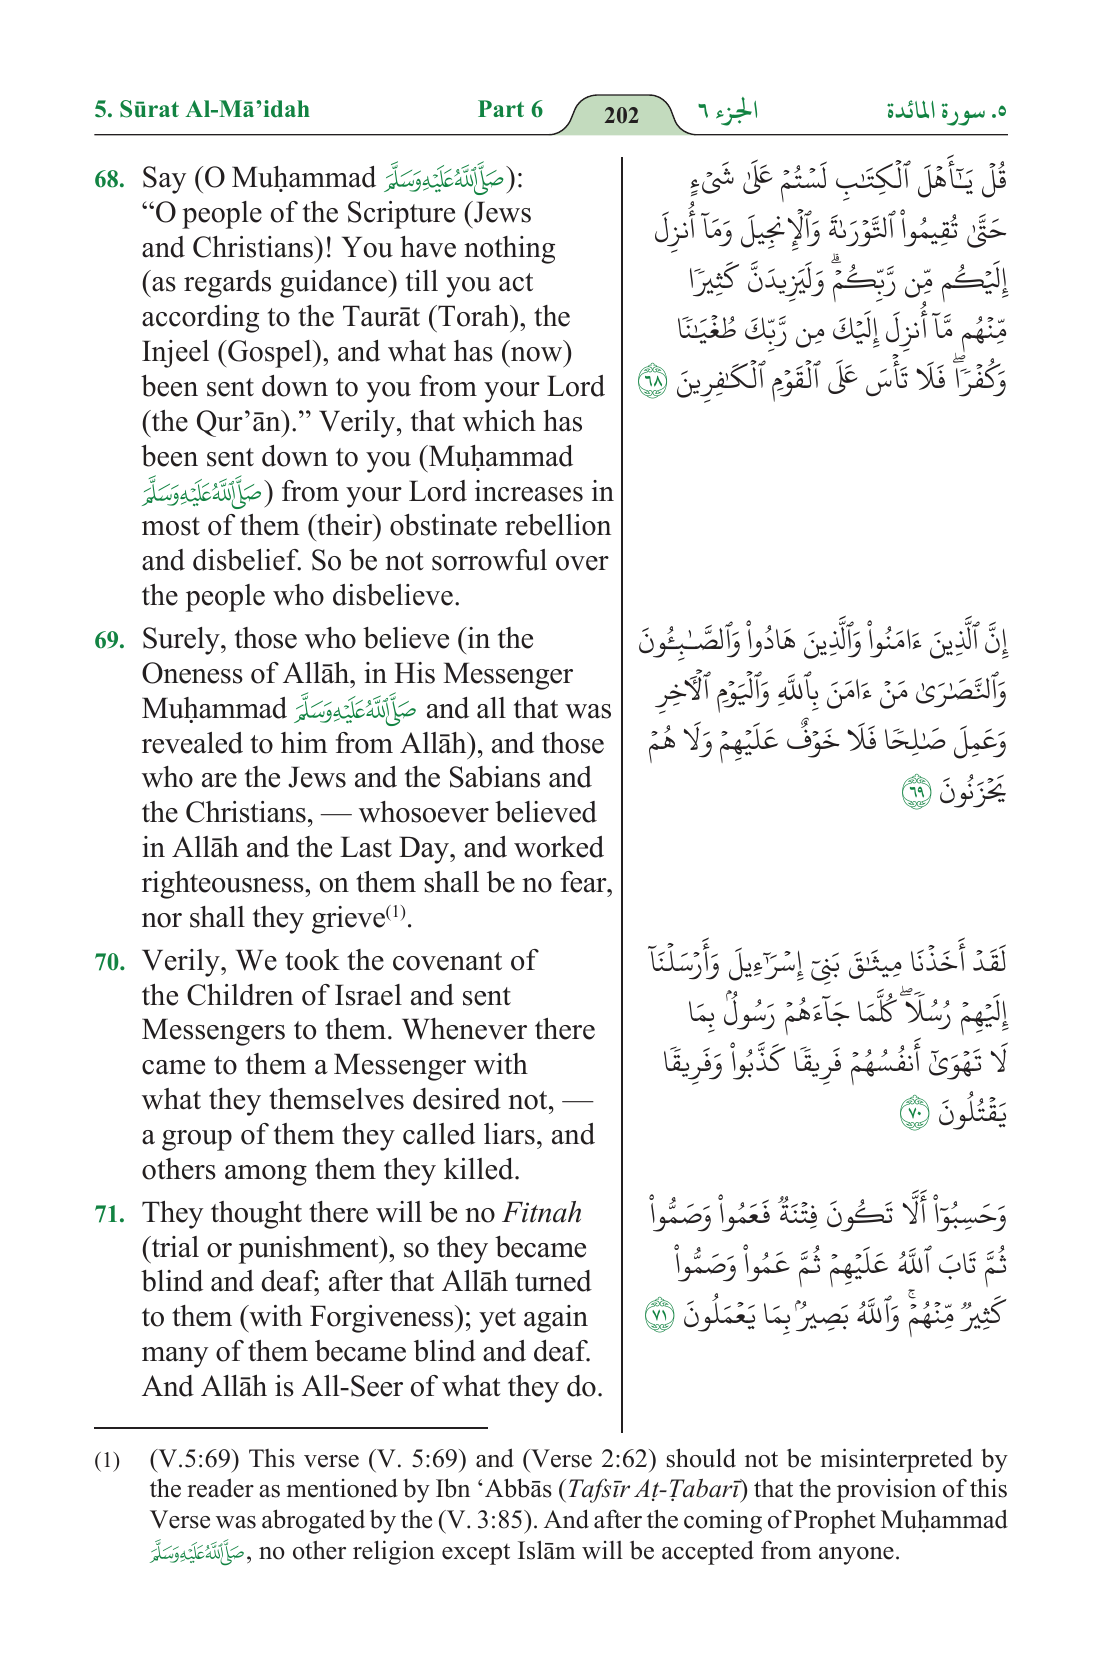 5. Sūrat Al-Mā’idah Part 6 202 الجزء ٦ ٥. سورة المائدة
68. Say (O Muḥammad ﷺ):
“O people of the Scripture (Jews
and Christians)! You have nothing
(as regards guidance) till you act
according to the Taurāt (Torah), the
Injeel (Gospel), and what has (now)
been sent down to you from your Lord
(the Qur’ān).” Verily, that which has
been sent down to you (Muḥammad
ﷺ) from your Lord increases in
most of them (their) obstinate rebellion
and disbelief. So be not sorrowful over
the people who disbelieve.
قُلْ يَـٰٓأَهْلَ ٱلْكِتَـٰبِ لَسْتُمْ عَلَىٰ شَىْءٍ
حَتَّىٰ تُقِيمُوا۟ ٱلتَّوْرَىٰةَ وَٱلْإِنجِيلَ وَمَآ أُنزِلَ
إِلَيْكُم مِّن رَّبِّكُمْ ۗ وَلَيَزِيدَنَّ كَثِيرًا
مِّنْهُم مَّآ أُنزِلَ إِلَيْكَ مِن رَّبِّكَ طُغْيَـٰنًا
وَكُفْرًا ۖ فَلَا تَأْسَ عَلَى ٱلْقَوْمِ ٱلْكَـٰفِرِينَ ٦٨
69. Surely, those who believe (in the
Oneness of Allāh, in His Messenger
Muḥammad ﷺ and all that was
revealed to him from Allāh), and those
who are the Jews and the Sabians and
the Christians, — whosoever believed
in Allāh and the Last Day, and worked
righteousness, on them shall be no fear,
nor shall they grieve(1).
إِنَّ ٱلَّذِينَ ءَامَنُوا۟ وَٱلَّذِينَ هَادُوا۟ وَٱلصَّـٰبِـُٔونَ
وَٱلنَّصَـٰرَىٰ مَنْ ءَامَنَ بِٱللَّهِ وَٱلْيَوْمِ ٱلْـَٔاخِرِ
وَعَمِلَ صَـٰلِحًا فَلَا خَوْفٌ عَلَيْهِمْ وَلَا هُمْ
يَحْزَنُونَ ٦٩
70. Verily, We took the covenant of
the Children of Israel and sent
Messengers to them. Whenever there
came to them a Messenger with
what they themselves desired not, —
a group of them they called liars, and
others among them they killed.
لَقَدْ أَخَذْنَا مِيثَـٰقَ بَنِىٓ إِسْرَٰٓءِيلَ وَأَرْسَلْنَآ
إِلَيْهِمْ رُسُلًا ۖ كُلَّمَا جَآءَهُمْ رَسُولٌۢ بِمَا
لَا تَهْوَىٰٓ أَنفُسُهُمْ فَرِيقًا كَذَّبُوا۟ وَفَرِيقًا
يَقْتُلُونَ ٧٠
71. They thought there will be no Fitnah
(trial or punishment), so they became
blind and deaf; after that Allāh turned
to them (with Forgiveness); yet again
many of them became blind and deaf.
And Allāh is All-Seer of what they do.
وَحَسِبُوٓا۟ أَلَّا تَكُونَ فِتْنَةٌ فَعَمُوا۟ وَصَمُّوا۟
ثُمَّ تَابَ ٱللَّهُ عَلَيْهِمْ ثُمَّ عَمُوا۟ وَصَمُّوا۟
كَثِيرٌ مِّنْهُمْ ۚ وَٱللَّهُ بَصِيرٌۢ بِمَا يَعْمَلُونَ ٧١
(1) (V.5:69) This verse (V. 5:69) and (Verse 2:62) should not be misinterpreted by
the reader as mentioned by Ibn ‘Abbās (Tafsīr Aṭ-Ṭabarī) that the provision of this
Verse was abrogated by the (V. 3:85). And after the coming of Prophet Muḥammad
ﷺ, no other religion except Islām will be accepted from anyone.